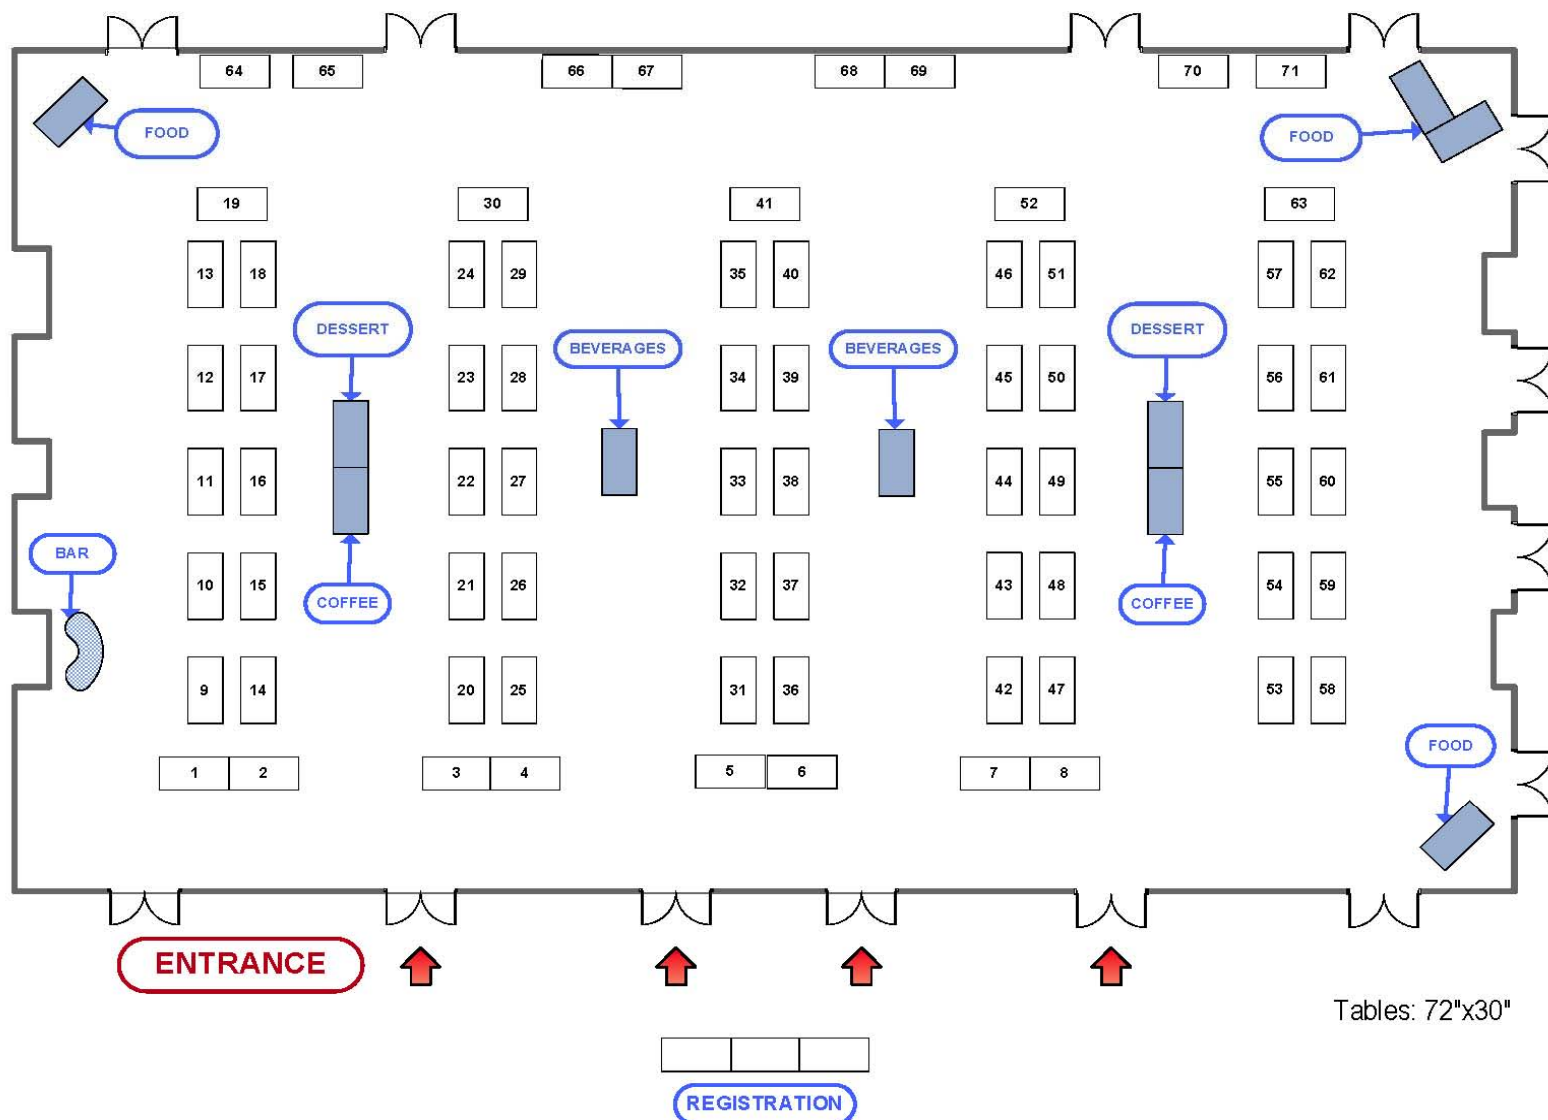 64 65 66 67 68 69 70 71
FOOD FOOD
19 30 41 52 63
13 18 24 29 35 40 46 51 57 62
DESSERT DESSERT
BEVERAGES BEVERAGES
12 17 23 28 34 39 45 50 56 61
11 16 22 27 33 38 44 49 55 60
BAR
10 15 21 26 32 37 43 48 54 59
COFFEE COFFEE
9 14 20 25 31 36 42 47 53 58
FOOD
1 2 3 4 5 6 7 8
ENTRANCE
Tables: 72"x30"
REGISTRATION